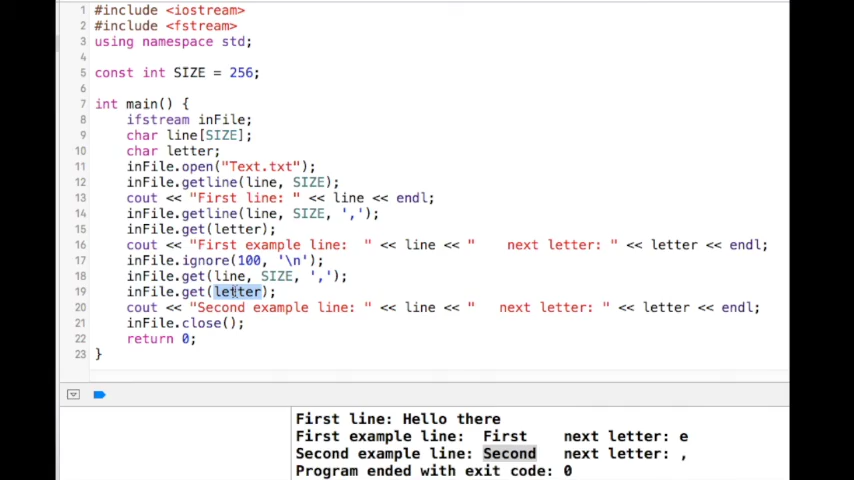 1 #include <iostream>
2 #include <fstream>
3 using namespace std;
4
5 const int SIZE = 256;
6
7 int main() {
8 ifstream inFile;
9 char line[SIZE];
10 char letter;
11 inFile.open("Text.txt");
12 inFile.getline(line, SIZE);
13 cout << "First line: " << line << endl;
14 inFile.getline(line, SIZE, ',');
15 inFile.get(letter);
16 cout << "First example line:  " << line << "    next letter: " << letter << endl;
17 inFile.ignore(100, '\n');
18 inFile.get(line, SIZE, ',');
19 inFile.get(letter);
20 cout << "Second example line: " << line << "   next letter: " << letter << endl;
21 inFile.close();
22 return 0;
23 }
First line: Hello there
First example line:  First    next letter: e
Second example line: Second   next letter: ,
Program ended with exit code: 0